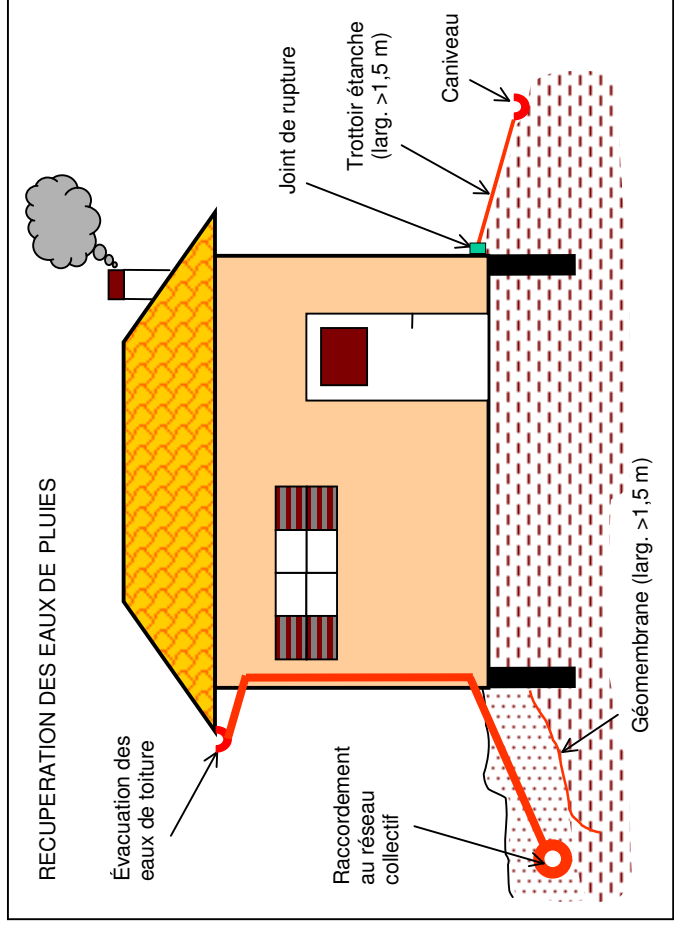 RECUPERATION DES EAUX DE PLUIES
Évacuation des
eaux de toiture
Joint de rupture
Trottoir étanche
(larg. >1,5 m)
Caniveau
Raccordement
au réseau
collectif
Géomembrane (larg. >1,5 m)